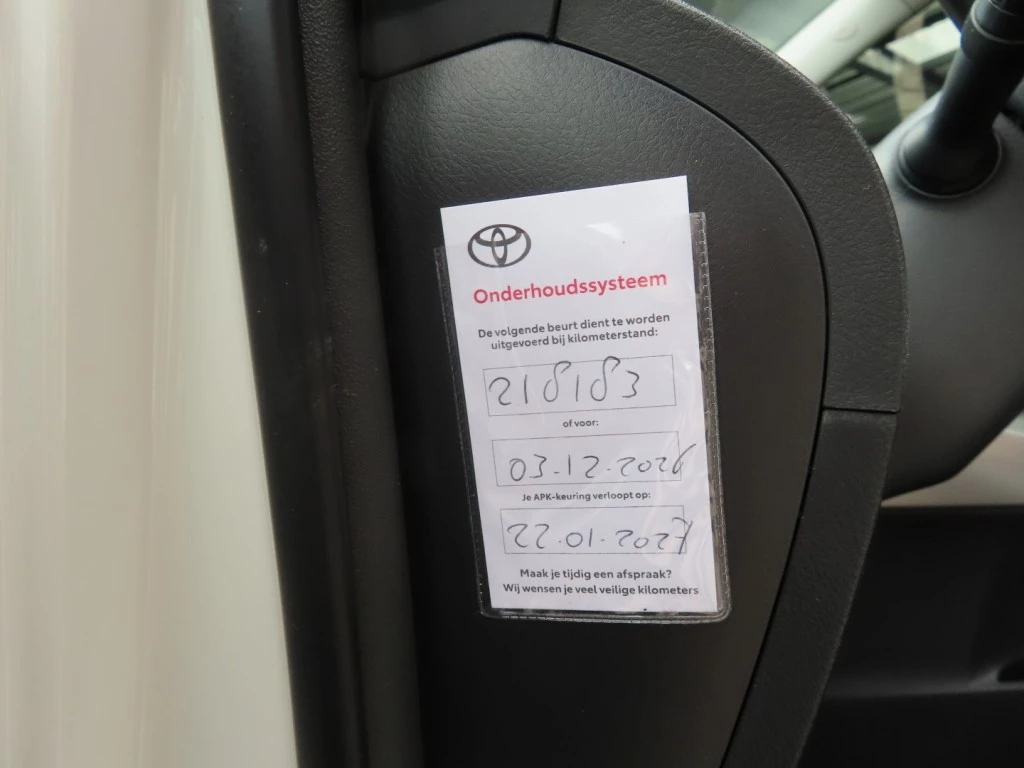 Onderhoudssysteem
De volgende beurt dient te worden
uitgevoerd bij kilometerstand:
218183
of voor:
03-12-2026
Je APK-keuring verloopt op:
22-01-2027
Maak je tijdig een afspraak?
Wij wensen je veel veilige kilometers